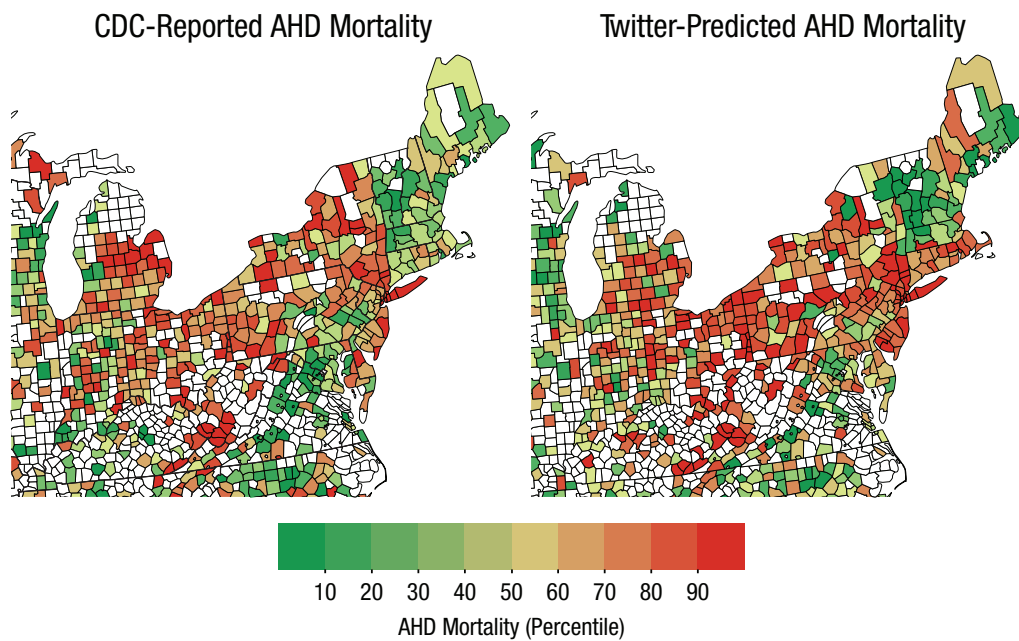 CDC-Reported AHD Mortality
Twitter-Predicted AHD Mortality
10 20 30 40 50 60 70 80 90
AHD Mortality (Percentile)